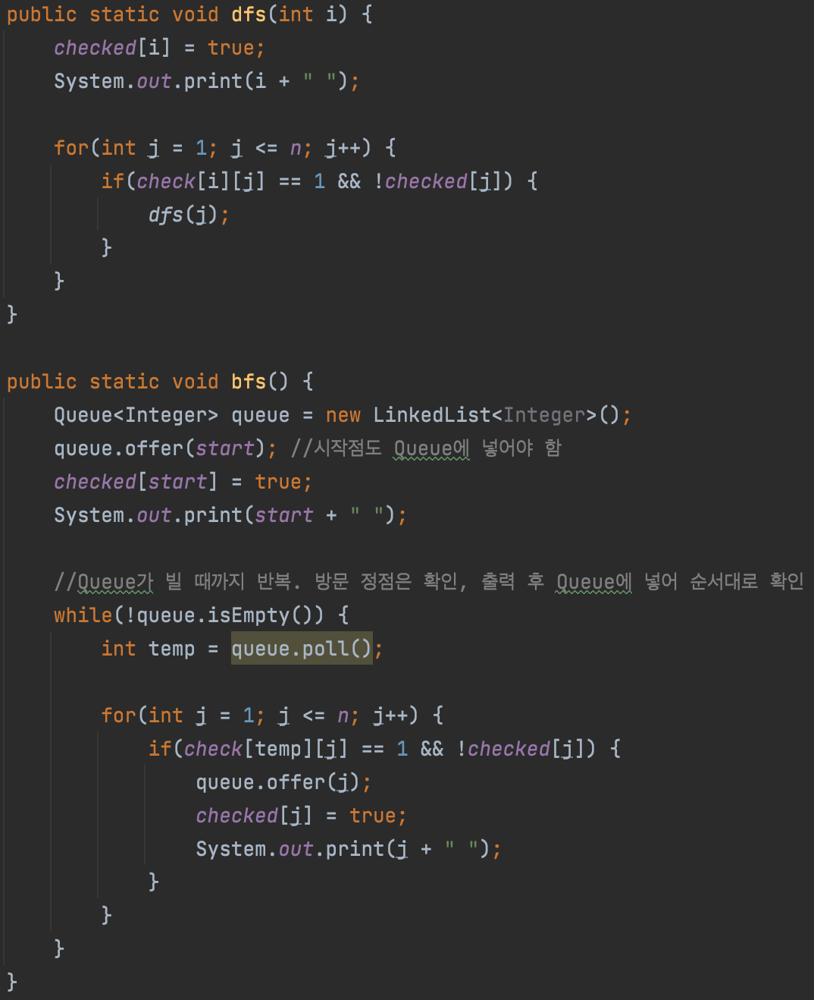 public static void dfs(int i) {
checked[i] = true;
System.out.print(i + " ");
for(int j = 1; j <= n; j++) {
if(check[i][j] == 1 && !checked[j]) {
dfs(j);
}
}
}
public static void bfs() {
Queue<Integer> queue = new LinkedList<Integer>();
queue.offer(start); //시작점도 Queue에 넣어야 함
checked[start] = true;
System.out.print(start + " ");
//Queue가 빌 때까지 반복. 방문 정점은 확인, 출력 후 Queue에 넣어 순서대로 확인
while(!queue.isEmpty()) {
int temp = queue.poll();
for(int j = 1; j <= n; j++) {
if(check[temp][j] == 1 && !checked[j]) {
queue.offer(j);
checked[j] = true;
System.out.print(j + " ");
}
}
}
}